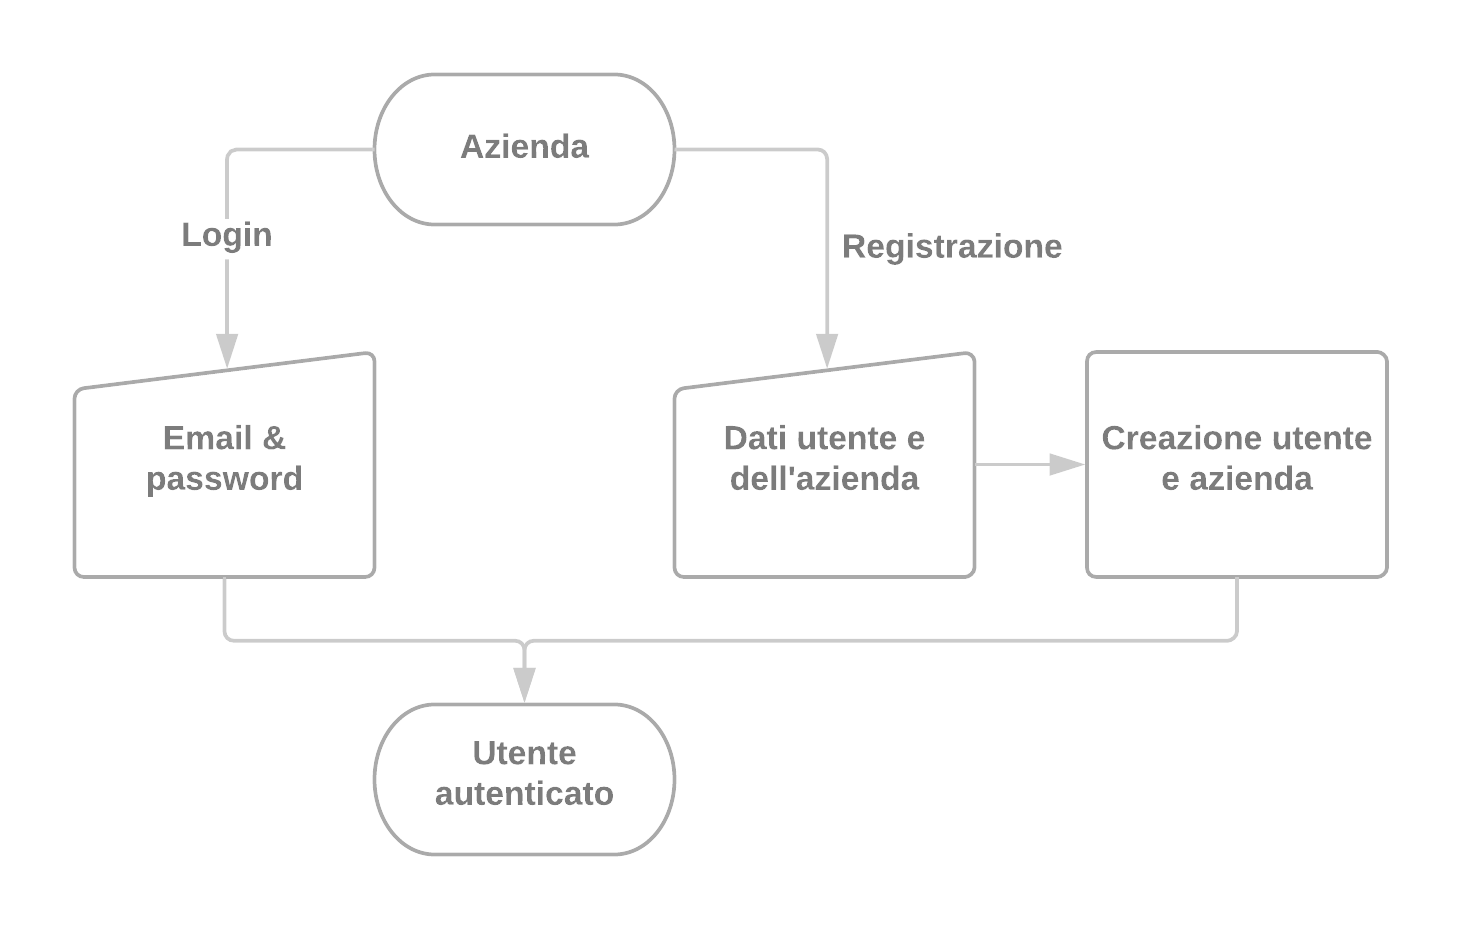 Azienda
Login
Registrazione
Email &
password
Dati utente e
dell'azienda
Creazione utente
e azienda
Utente
autenticato